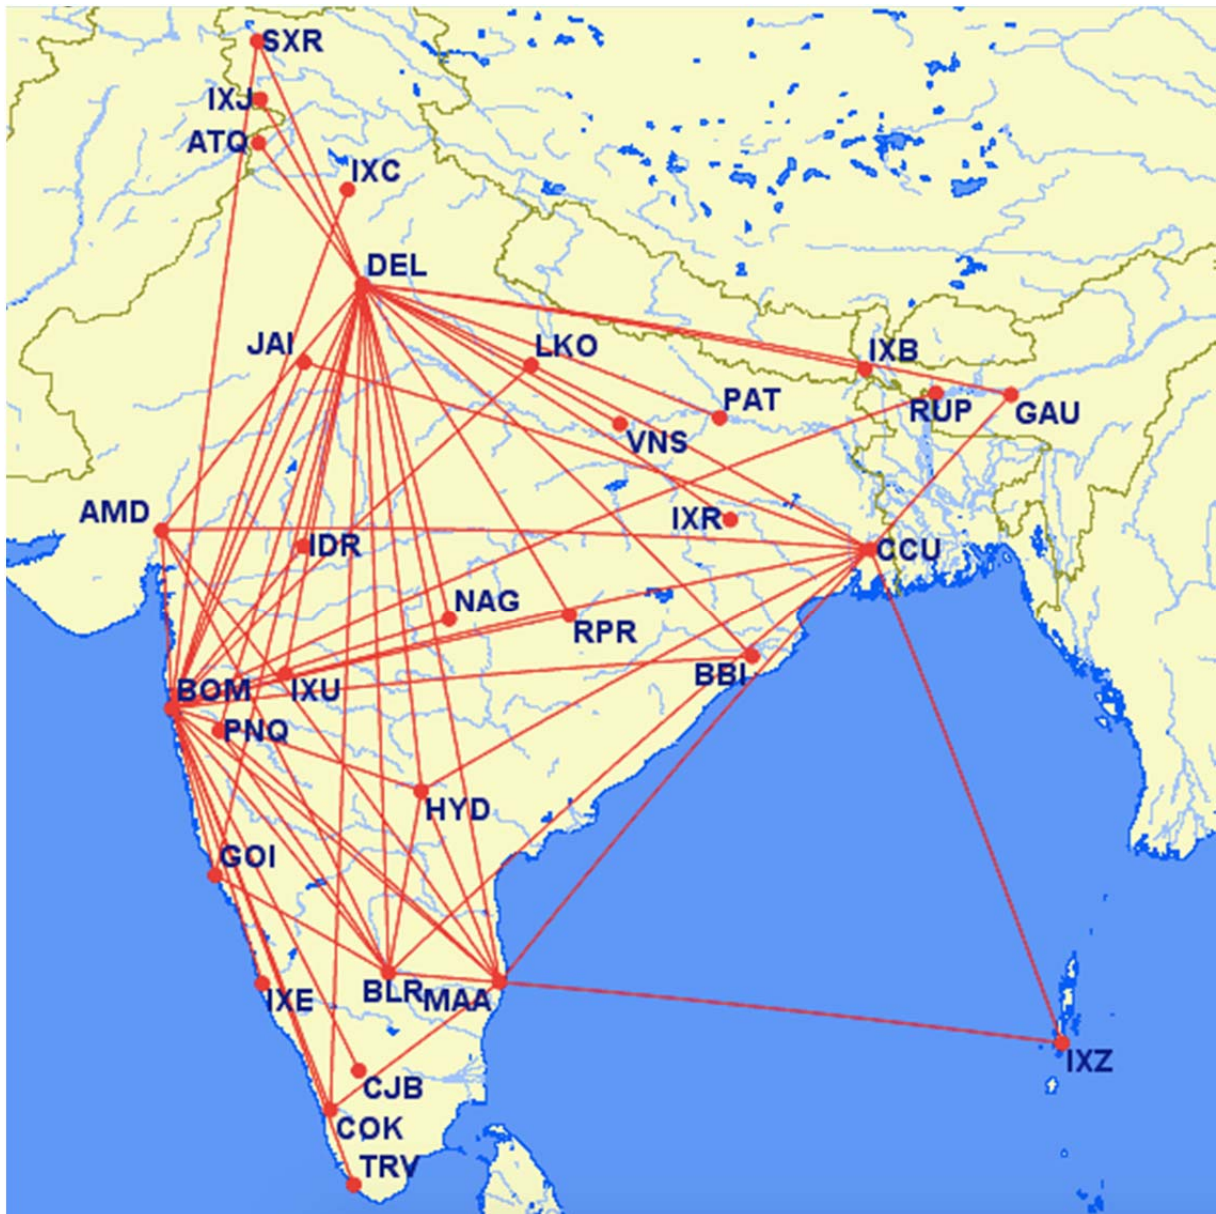 SXR
IXJ
ATQ
IXC
DEL
JAI
LKO
IXB
PAT
RUP
GAU
VNS
AMD
IXR
IDR
CCU
NAG
RPR
BBI
BOM
IXU
PNQ
HYD
GOI
BLR
MAA
IXE
IXZ
CJB
COK
TRV